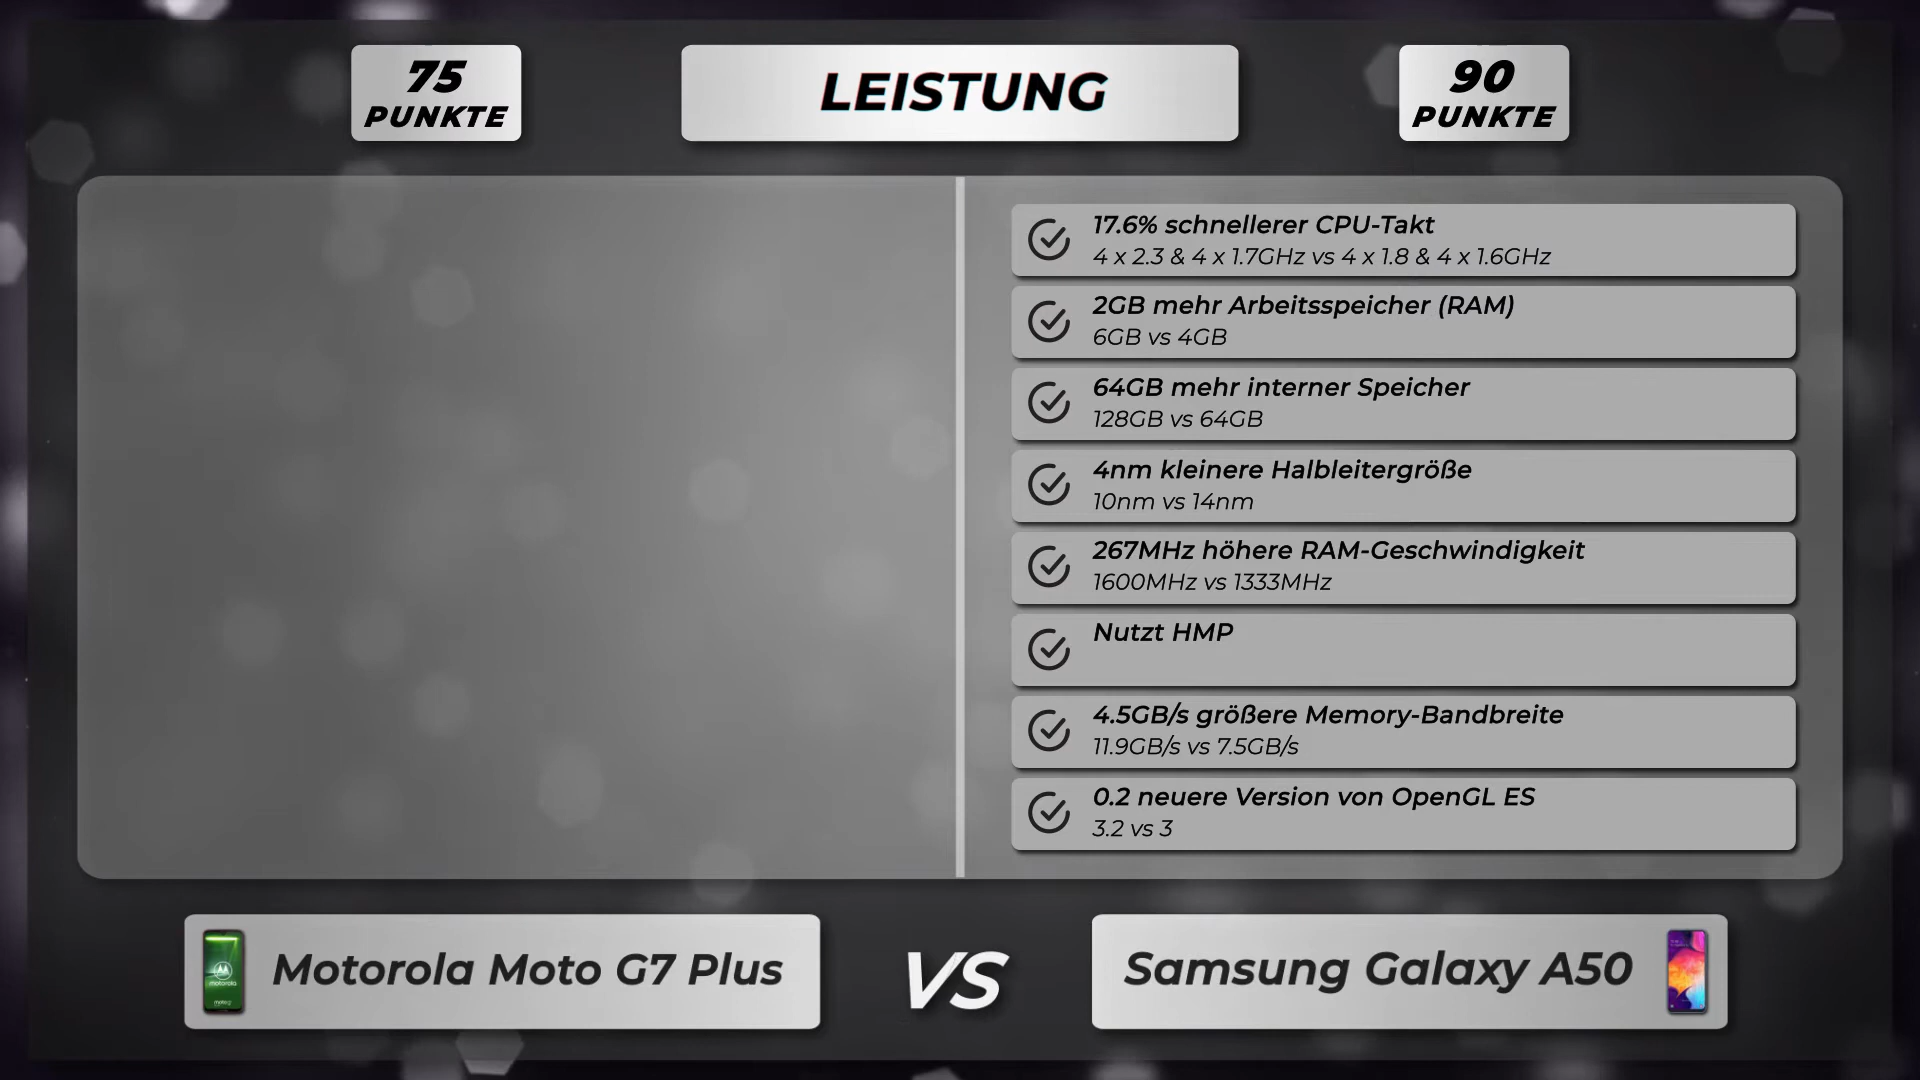 75
PUNKTE
LEISTUNG
90
PUNKTE
17.6% schnellerer CPU-Takt
4 x 2.3 & 4 x 1.7GHz vs 4 x 1.8 & 4 x 1.6GHz
2GB mehr Arbeitsspeicher (RAM)
6GB vs 4GB
64GB mehr interner Speicher
128GB vs 64GB
4nm kleinere Halbleitergröße
10nm vs 14nm
267MHz höhere RAM-Geschwindigkeit
1600MHz vs 1333MHz
Nutzt HMP
4.5GB/s größere Memory-Bandbreite
11.9GB/s vs 7.5GB/s
0.2 neuere Version von OpenGL ES
3.2 vs 3
motorola
Motorola Moto G7 Plus
VS
Samsung Galaxy A50